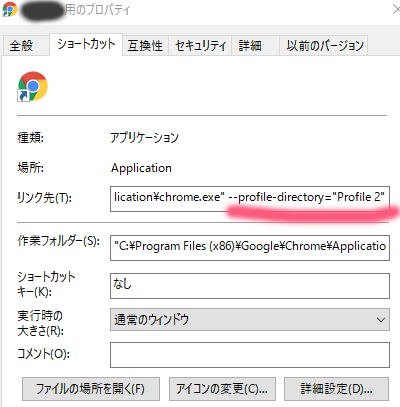 用のプロパティ
全般 ショートカット 互換性 セキュリティ 詳細 以前のバージョン
種類: アプリケーション
場所: Application
リンク先(T): lication¥chrome.exe" --profile-directory="Profile 2"
作業フォルダー(S): "C:¥Program Files (x86)¥Google¥Chrome¥Applicatio
ショートカット
キー(K): なし
実行時の
大きさ(R): 通常のウィンドウ
コメント(O):
ファイルの場所を開く(F) アイコンの変更(C)... 詳細設定(D)...